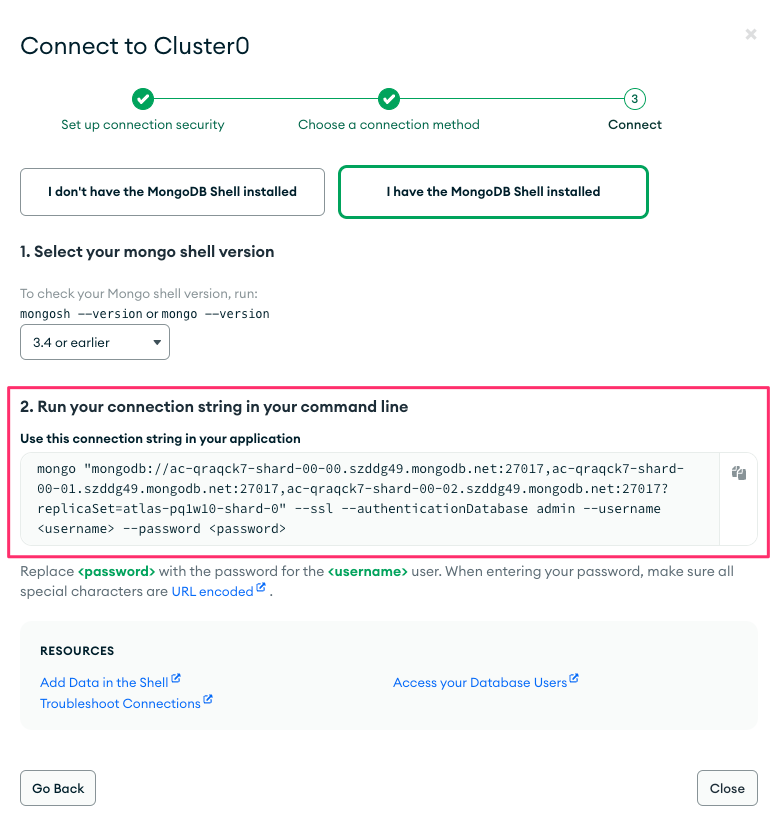 Connect to Cluster0
3
Set up connection security
Choose a connection method
Connect
I don't have the MongoDB Shell installed
I have the MongoDB Shell installed
1. Select your mongo shell version
To check your Mongo shell version, run:
mongosh --version or mongo --version
3.4 or earlier
2. Run your connection string in your command line
Use this connection string in your application
mongo "mongodb://ac-qraqck7-shard-00-00.szddg49.mongodb.net:27017,ac-qraqck7-shard-
00-01.szddg49.mongodb.net:27017,ac-qraqck7-shard-00-02.szddg49.mongodb.net:27017?
replicaSet=atlas-pq1w10-shard-0" --ssl --authenticationDatabase admin --username
<username> --password <password>
Replace <password> with the password for the <username> user. When entering your password, make sure all
special characters are URL encoded .
RESOURCES
Add Data in the Shell
Access your Database Users
Troubleshoot Connections
Go Back
Close